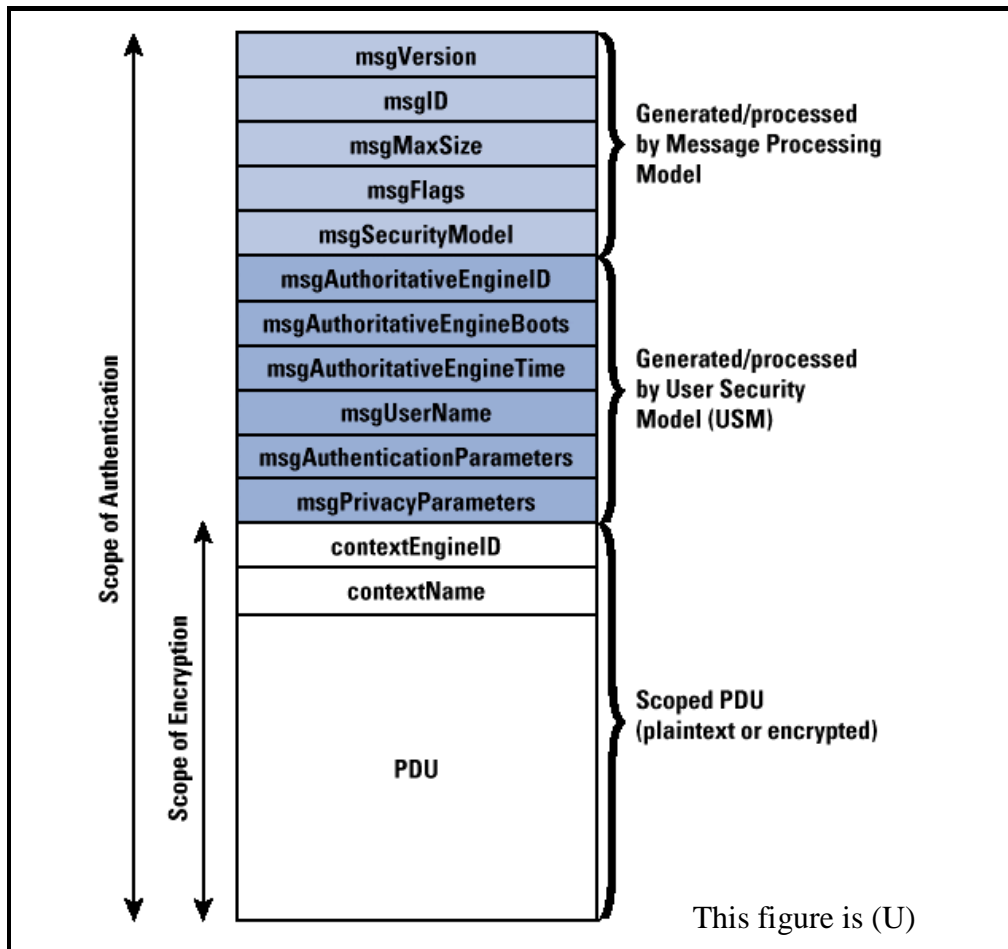 msgVersion
msgID
msgMaxSize
msgFlags
msgSecurityModel
Generated/processed
by Message Processing
Model
msgAuthoritativeEngineID
msgAuthoritativeEngineBoots
msgAuthoritativeEngineTime
msgUserName
msgAuthenticationParameters
msgPrivacyParameters
Generated/processed
by User Security
Model (USM)
contextEngineID
contextName
PDU
Scoped PDU
(plaintext or encrypted)
Scope of Authentication
Scope of Encryption
This figure is (U)